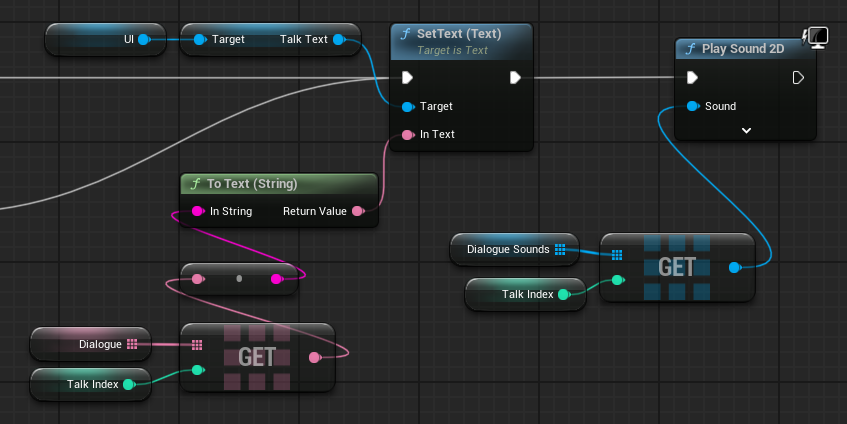 UI
Target Talk Text
f SetText (Text)
Target is Text
Target
In Text
f Play Sound 2D
Sound
f To Text (String)
In String Return Value
Dialogue Sounds
GET
Talk Index
Dialogue
GET
Talk Index